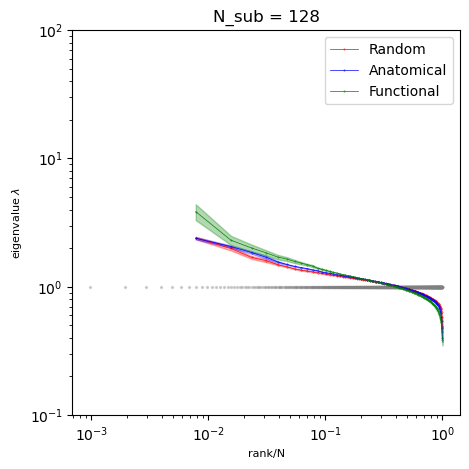 N_sub = 128
Random
Anatomical
Functional
eigenvalue λ
10²
10¹
10⁰
10⁻¹
10⁻³
10⁻²
10⁻¹
10⁰
rank/N